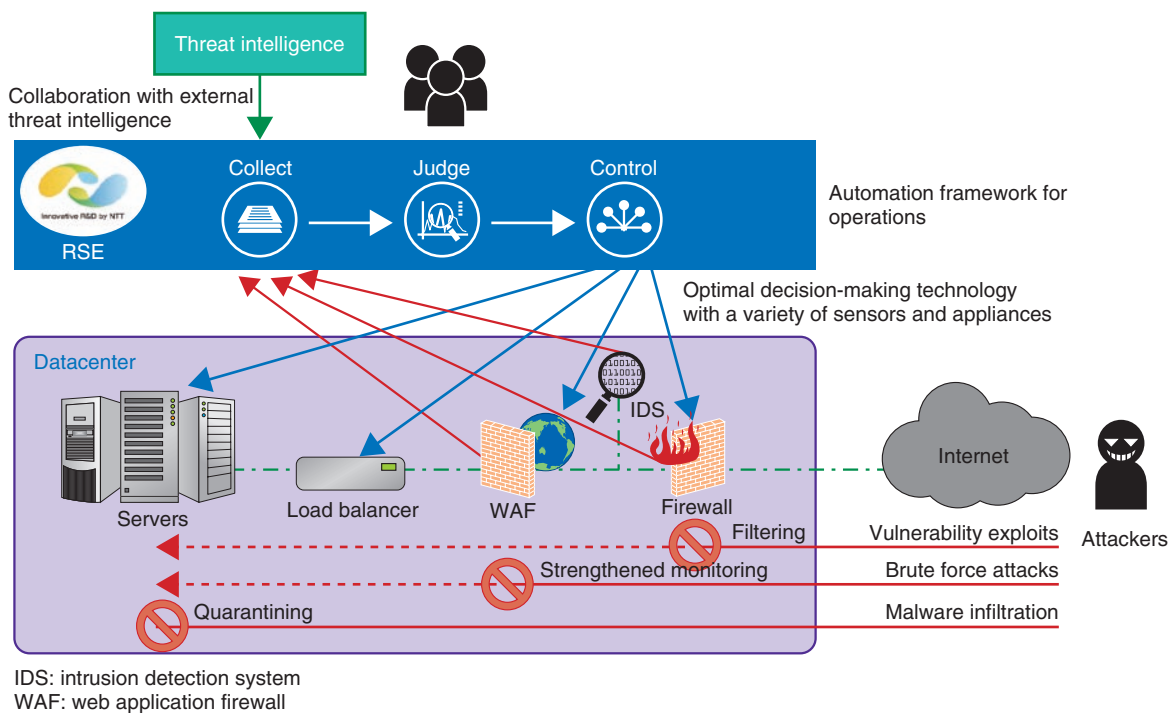 Threat intelligence
Collaboration with external
threat intelligence
Collect
Judge
Control
Innovative R&D by NTT
RSE
Automation framework for
operations
Optimal decision-making technology
with a variety of sensors and appliances
Datacenter
IDS
Internet
Servers
Load balancer
WAF
Firewall
Attackers
Filtering
Vulnerability exploits
Strengthened monitoring
Brute force attacks
Quarantining
Malware infiltration
IDS: intrusion detection system
WAF: web application firewall